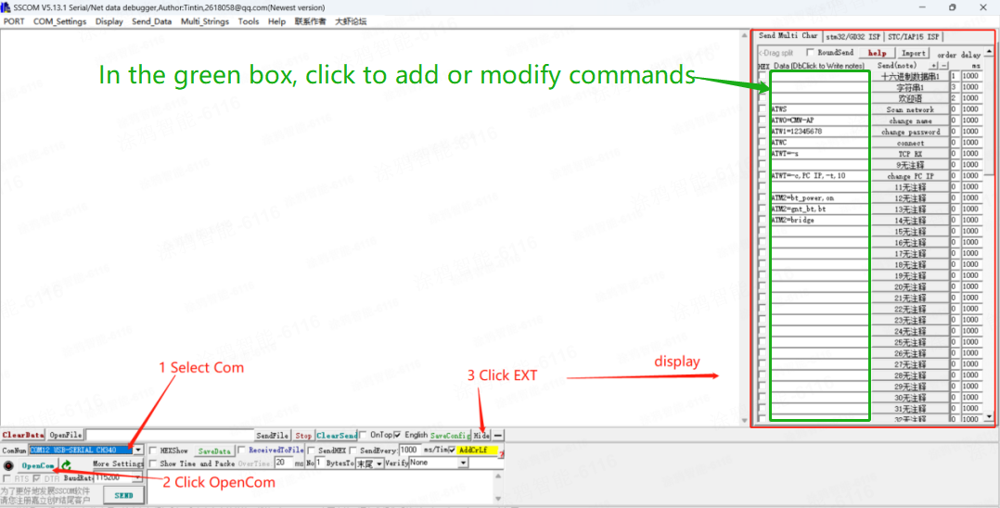 SSCOM V5.13.1 Serial/Net data debugger,Author:Tintin,2618058@qq.com(Newest version)
PORT COM_Settings Display Send_Data Multi_Strings Tools Help 联系作者 大虾论坛
In the green box, click to add or modify commands
Send Multi Char stm32/GD32 ISP STC/IAP15 ISP
<-Drag split RoundSend help Import order delay
HEX Data (DbClick to Write notes) Send(note) + - ms
十六进制数据串1 1 1000
字符串1 3 1000
欢迎语 2 1000
ATWS Scan network 0 1000
ATW0=CMW-AP change name 0 1000
ATW1=12345678 change password 0 1000
ATWC connect 0 1000
ATWT=-s TCP RX 0 1000
9无注释 0 1000
ATWT=-c,PC IP,-t,10 change PC IP 0 1000
11无注释 0 1000
ATM2=bt_power,on 12无注释 0 1000
ATM2=gnt_bt,bt 13无注释 0 1000
ATM2=bridge 14无注释 0 1000
15无注释 0 1000
16无注释 0 1000
17无注释 0 1000
18无注释 0 1000
19无注释 0 1000
20无注释 0 1000
21无注释 0 1000
22无注释 0 1000
23无注释 0 1000
24无注释 0 1000
25无注释 0 1000
26无注释 0 1000
27无注释 0 1000
28无注释 0 1000
29无注释 0 1000
30无注释 0 1000
31无注释 0 1000
32无注释 0 1000
1 Select Com
3 Click EXT
display
ClearData OpenFile SendFile Stop ClearSend OnTop English SaveConfig Hide
ComNum COM12 USB-SERIAL CH340 HEXShow SaveData ReceivedToFile SendHEX SendEvery: 1000 ms/Tim AddCrLf
OpenCom More Settings Show Time and Packe OverTime: 20 ms No 1 BytesTo 末尾 Verify None
RTS DTR BaudRat: 115200
2 Click OpenCom
为了更好地发展SSCOM软件
请您注册嘉立创F结尾客户
SEND